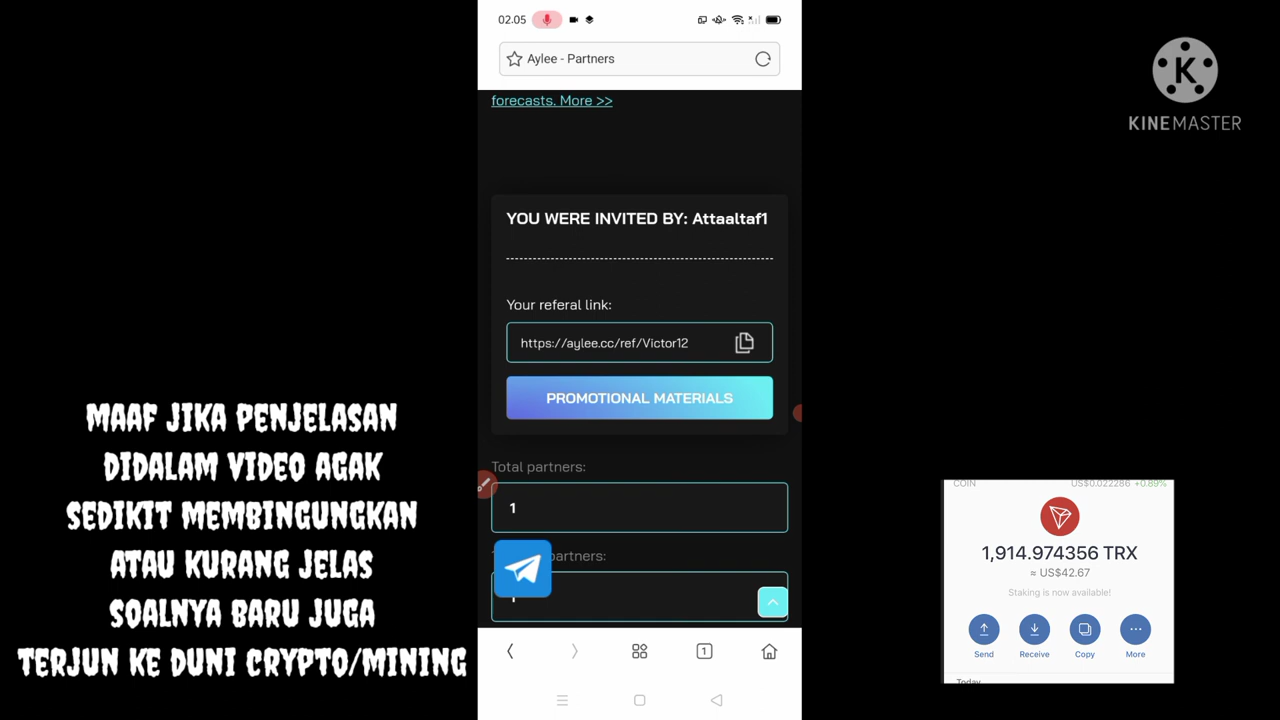 02.05
Aylee - Partners
forecasts. More >>
YOU WERE INVITED BY: Attaaltaf1
Your referal link:
https://aylee.cc/ref/Victor12
PROMOTIONAL MATERIALS
Total partners:
1
partners:
1
MAAF JIKA PENJELASAN
DIDALAM VIDEO AGAK
SEDIKIT MEMBINGUNGKAN
ATAU KURANG JELAS
SOALNYA BARU JUGA
TERJUN KE DUNI CRYPTO/MINING
K
KINEMASTER
COIN US$0.022286 +0.89%
1,914.974356 TRX
≈ US$42.67
Staking is now available!
Send Receive Copy More
Today